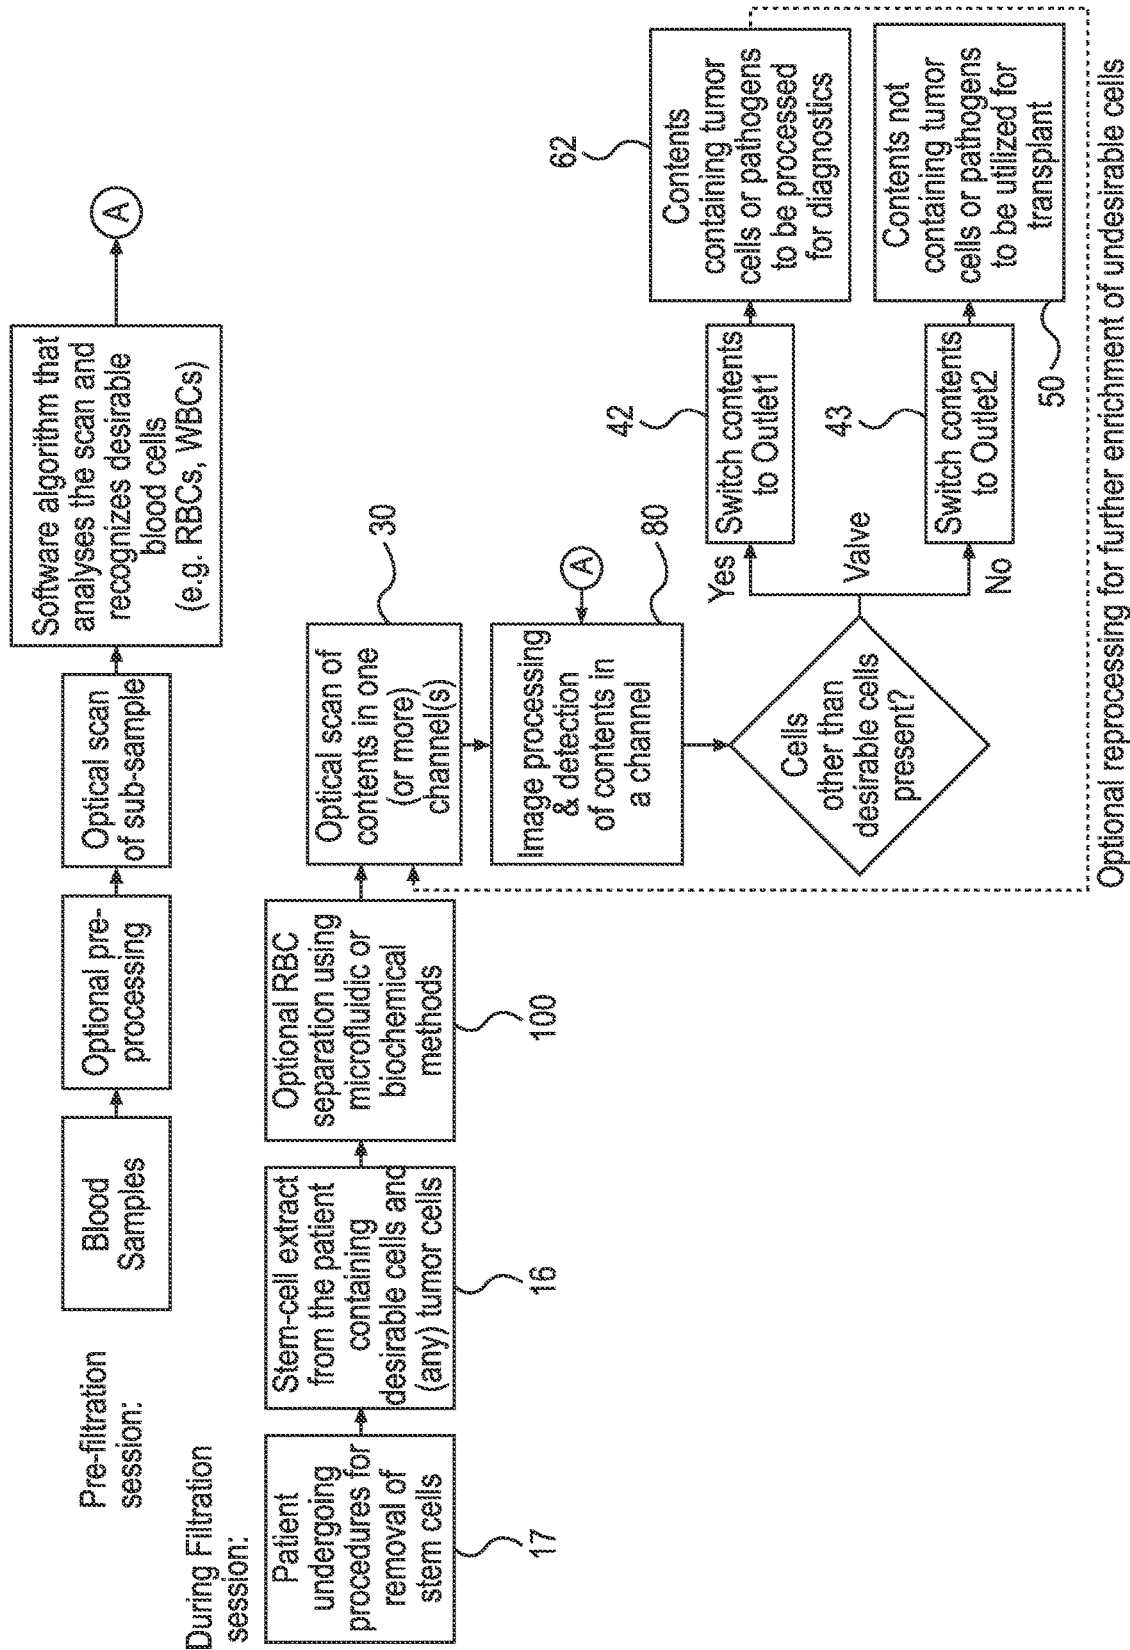 Pre-filtration
session:
Blood
Samples
Optional pre-
processing
Optical scan
of sub-sample
Software algorithm that
analyses the scan and
recognizes desirable
blood cells
(e.g. RBCs, WBCs)
A
During Filtration
session:
Patient
undergoing
procedures for
removal of
stem cells
17
Stem-cell extract
from the patient
containing
desirable cells and
(any) tumor cells
16
Optional RBC
separation using
microfluidic or
biochemical
methods
100
Optical scan of
contents in one
(or more)
channel(s)
30
Image processing
& detection
of contents in
a channel
A
80
Cells
other than
desirable cells
present?
Yes
Valve
No
Switch contents
to Outlet1
42
Switch contents
to Outlet2
43
Contents
containing tumor
cells or pathogens
to be processed
for diagnostics
62
Contents not
containing tumor
cells or pathogens
to be utilized for
transplant
50
Optional reprocessing for further enrichment of undesirable cells